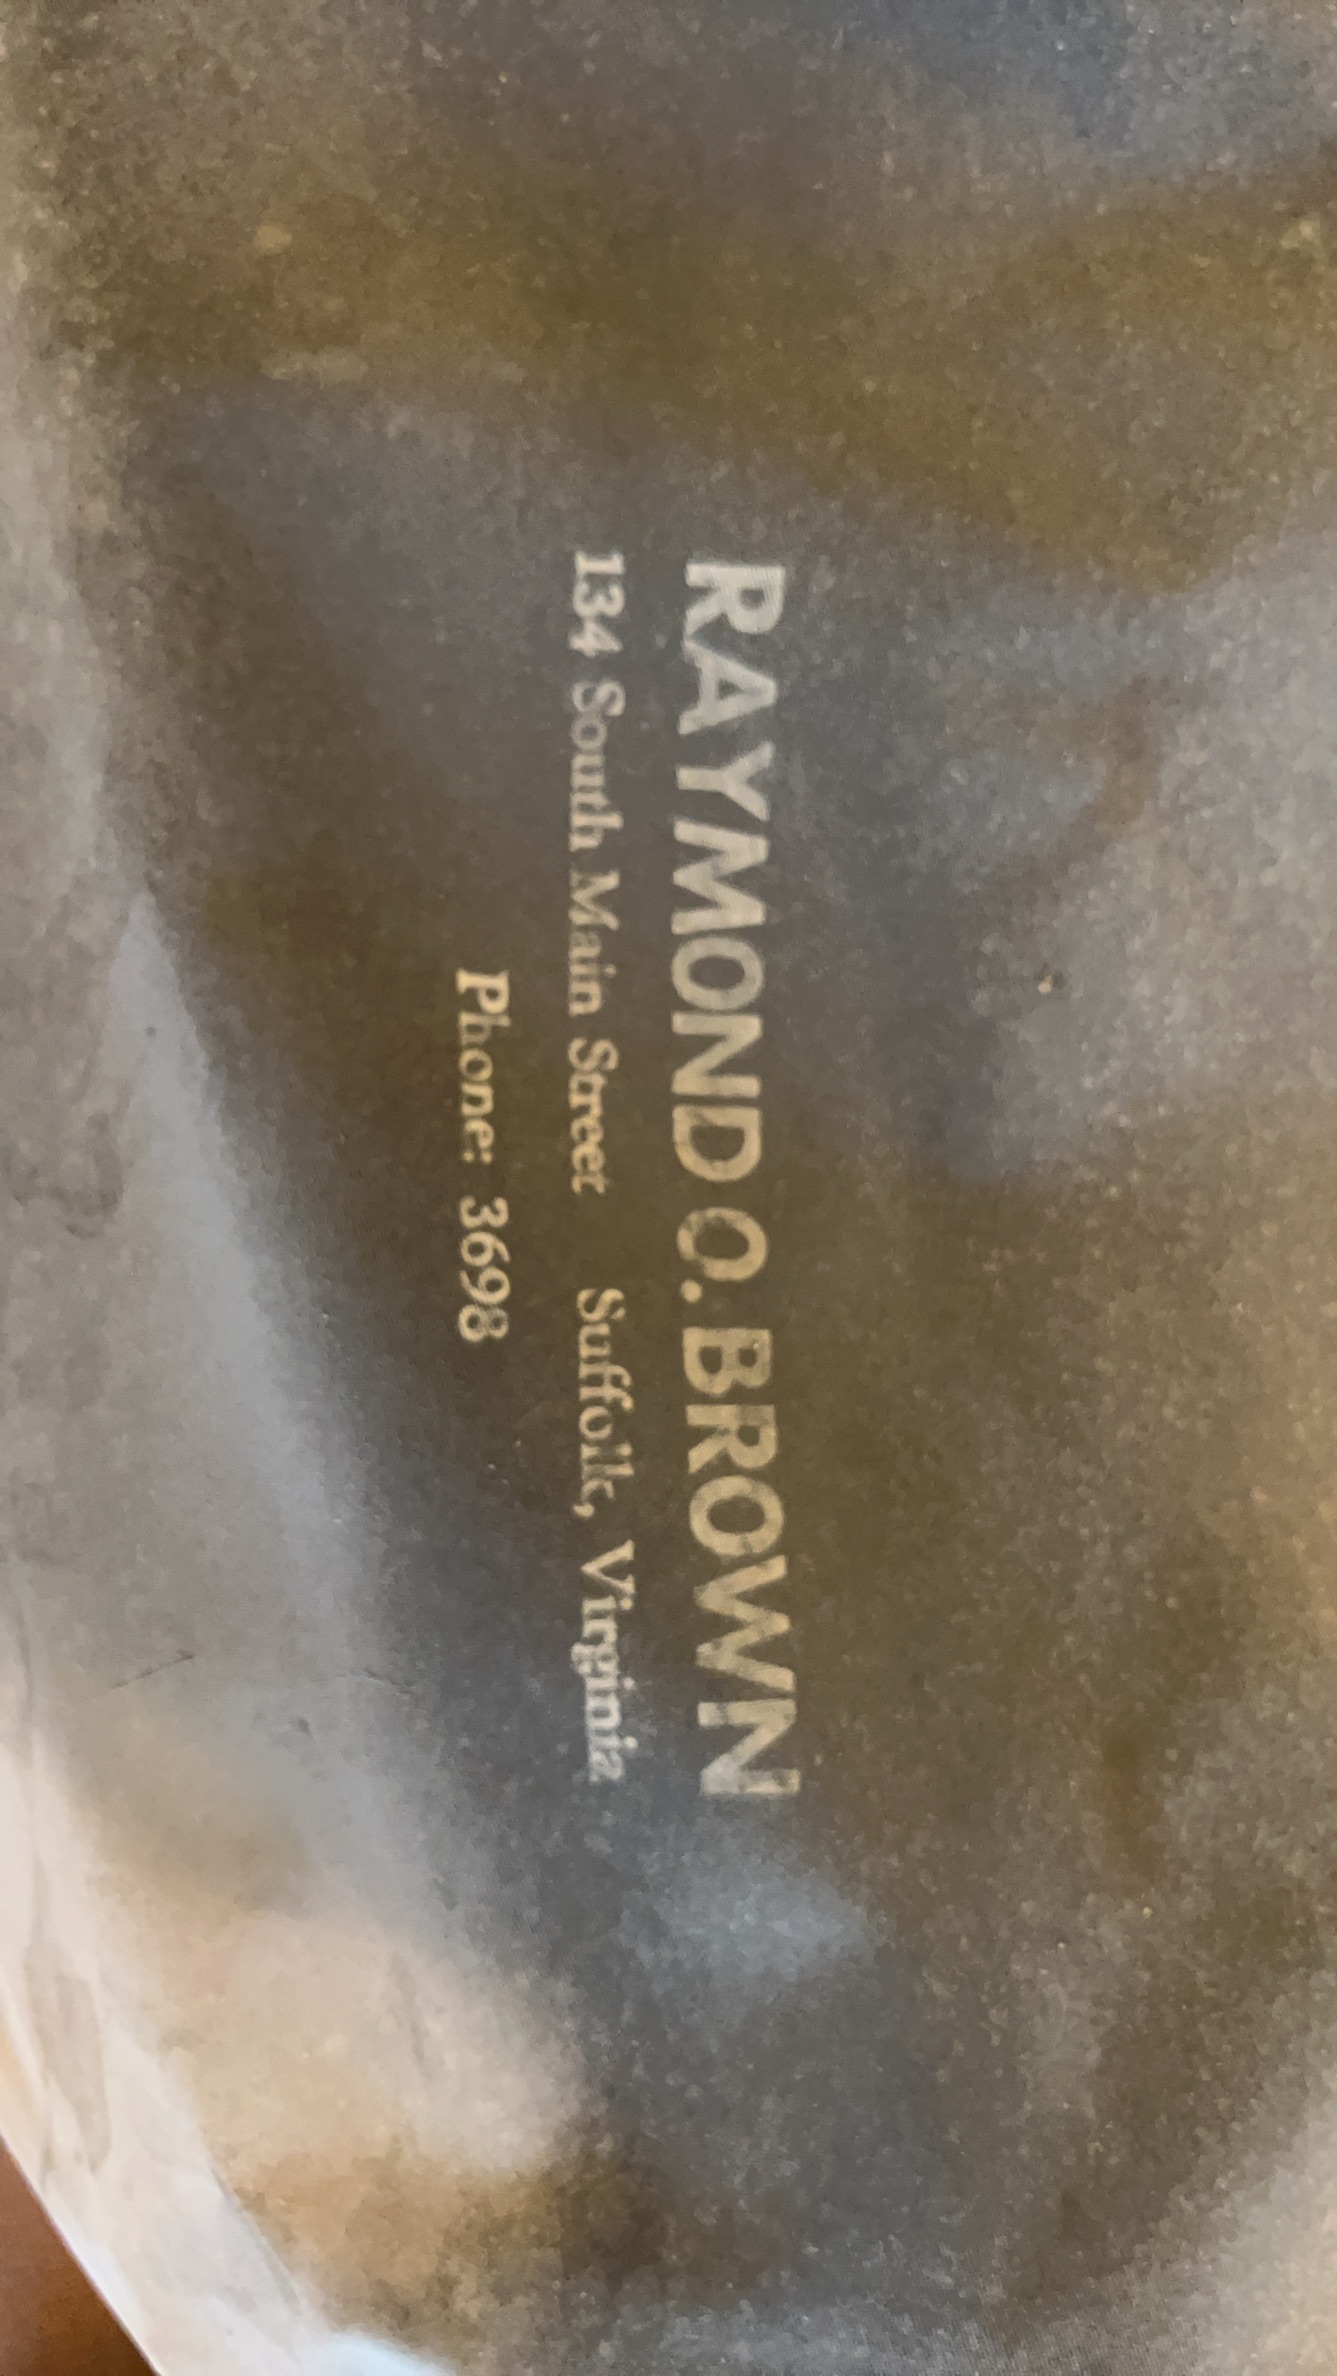 RAYMOND O. BROWN
134 South Main Street Suffolk, Virginia
Phone: 3698